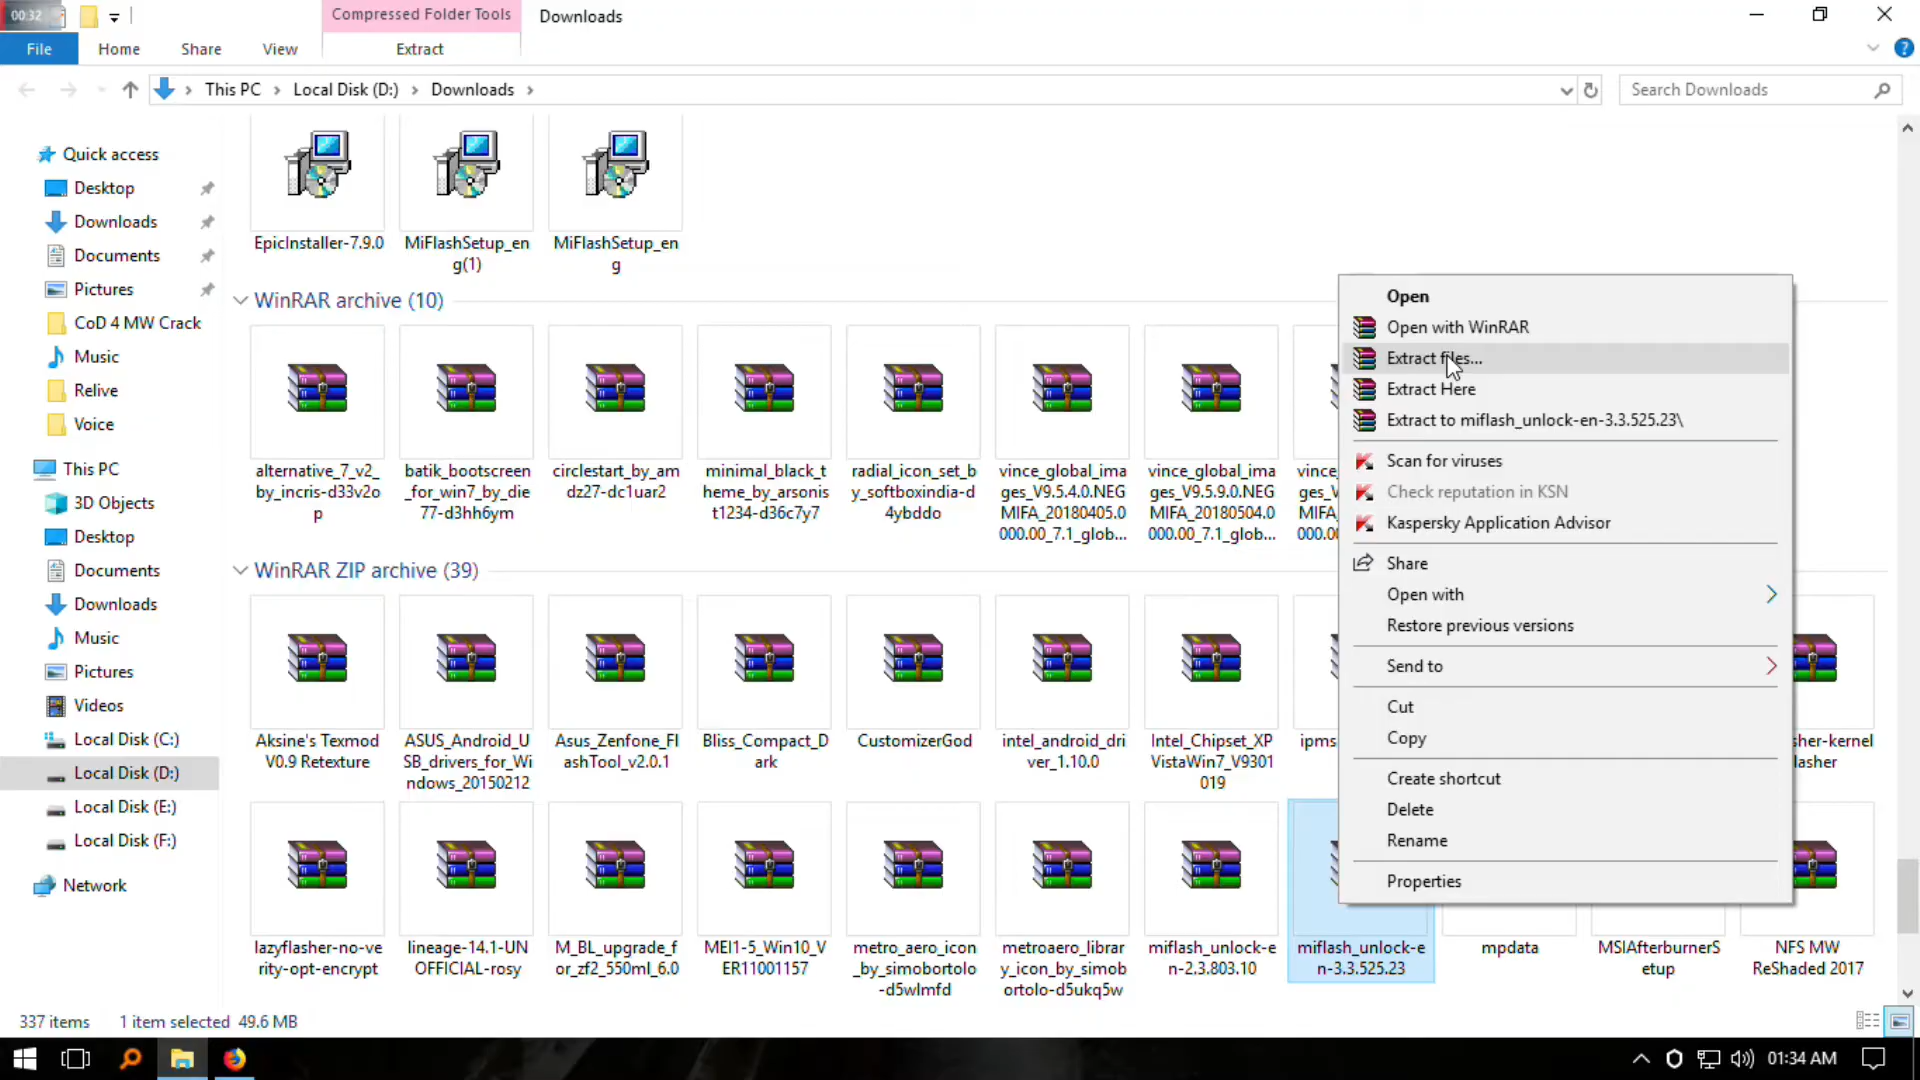 00:32
Compressed Folder Tools
Downloads
File
Home
Share
View
Extract
This PC
Local Disk (D:)
Downloads
Search Downloads
Quick access
Desktop
Downloads
Documents
Pictures
CoD 4 MW Crack
Music
Relive
Voice
This PC
3D Objects
Desktop
Documents
Downloads
Music
Pictures
Videos
Local Disk (C:)
Local Disk (D:)
Local Disk (E:)
Local Disk (F:)
Network
EpicInstaller-7.9.0
MiFlashSetup_en
g(1)
MiFlashSetup_en
g
WinRAR archive (10)
alternative_7_v2_
by_incris-d33v2o
p
batik_bootscreen
_for_win7_by_die
77-d3hh6ym
circlestart_by_am
dz27-dc1uar2
minimal_black_t
heme_by_arsonis
t1234-d36c7y7
radial_icon_set_b
y_softboxindia-d
4ybddo
vince_global_ima
ges_V9.5.4.0.NEG
MIFA_20180405.0
000.00_7.1_glob...
vince_global_ima
ges_V9.5.9.0.NEG
MIFA_20180504.0
000.00_7.1_glob...
vince_
ges_V
MIFA_
000.00
WinRAR ZIP archive (39)
Aksine's Texmod
V0.9 Retexture
ASUS_Android_U
SB_drivers_for_Wi
ndows_20150212
Asus_Zenfone_Fl
ashTool_v2.0.1
Bliss_Compact_D
ark
CustomizerGod
intel_android_dri
ver_1.10.0
Intel_Chipset_XP
VistaWin7_V9301
019
ipms
sher-kernel
lasher
lazyflasher-no-ve
rity-opt-encrypt
lineage-14.1-UN
OFFICIAL-rosy
M_BL_upgrade_f
or_zf2_550ml_6.0
MEI1-5_Win10_V
ER11001157
metro_aero_icon
_by_simobortolo
-d5wlmfd
metroaero_librar
y_icon_by_simob
ortolo-d5ukq5w
miflash_unlock-e
n-2.3.803.10
miflash_unlock-e
n-3.3.525.23
mpdata
MSIAfterburnerS
etup
NFS MW
ReShaded 2017
Open
Open with WinRAR
Extract files...
Extract Here
Extract to miflash_unlock-en-3.3.525.23\
Scan for viruses
Check reputation in KSN
Kaspersky Application Advisor
Share
Open with
Restore previous versions
Send to
Cut
Copy
Create shortcut
Delete
Rename
Properties
337 items
1 item selected 49.6 MB
01:34 AM